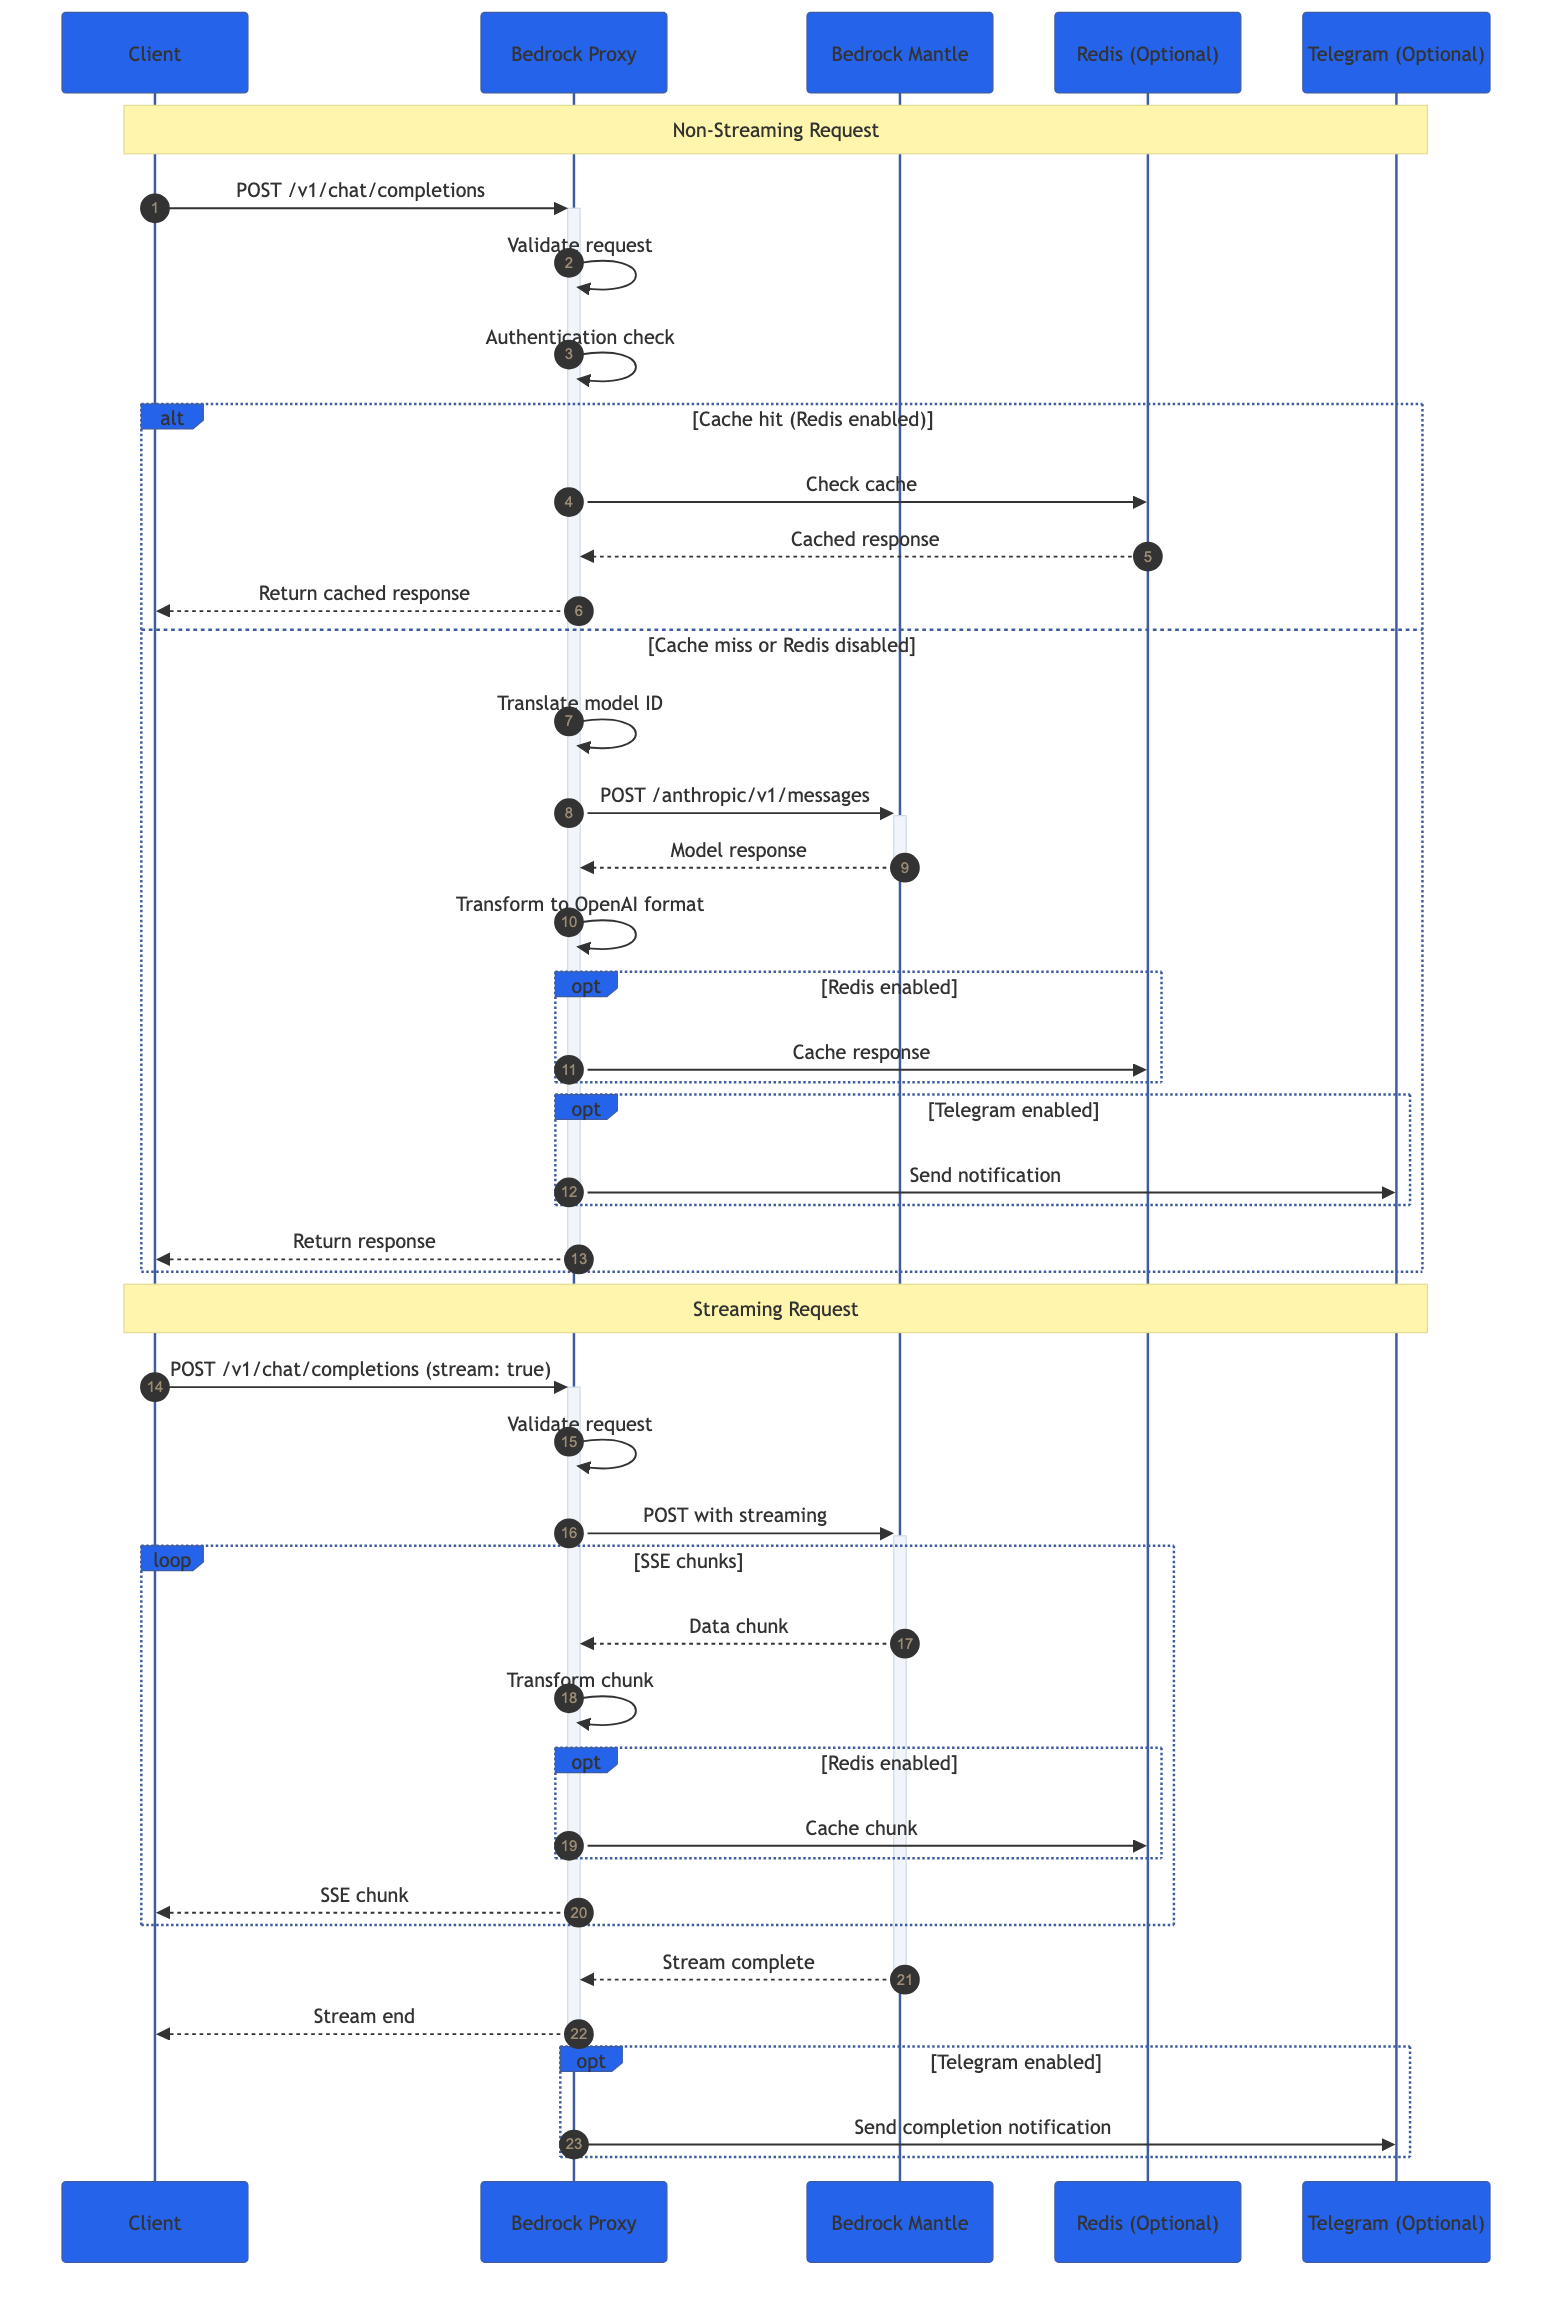 Client
Bedrock Proxy
Bedrock Mantle
Redis (Optional)
Telegram (Optional)
Non-Streaming Request
POST /v1/chat/completions
1
Validate request
2
Authentication check
3
alt
[Cache hit (Redis enabled)]
Check cache
4
Cached response
5
Return cached response
6
[Cache miss or Redis disabled]
Translate model ID
7
POST /anthropic/v1/messages
8
Model response
9
Transform to OpenAI format
10
opt
[Redis enabled]
Cache response
11
opt
[Telegram enabled]
Send notification
12
Return response
13
Streaming Request
POST /v1/chat/completions (stream: true)
14
Validate request
15
POST with streaming
16
loop
[SSE chunks]
Data chunk
17
Transform chunk
18
opt
[Redis enabled]
Cache chunk
19
SSE chunk
20
Stream complete
21
Stream end
22
opt
[Telegram enabled]
Send completion notification
23
Client
Bedrock Proxy
Bedrock Mantle
Redis (Optional)
Telegram (Optional)